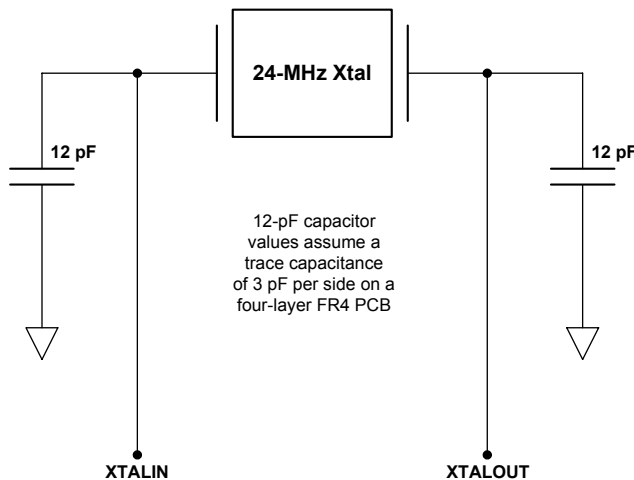 24-MHz Xtal
12 pF
12 pF
12-pF capacitor
values assume a
trace capacitance
of 3 pF per side on a
four-layer FR4 PCB
XTALIN
XTALOUT